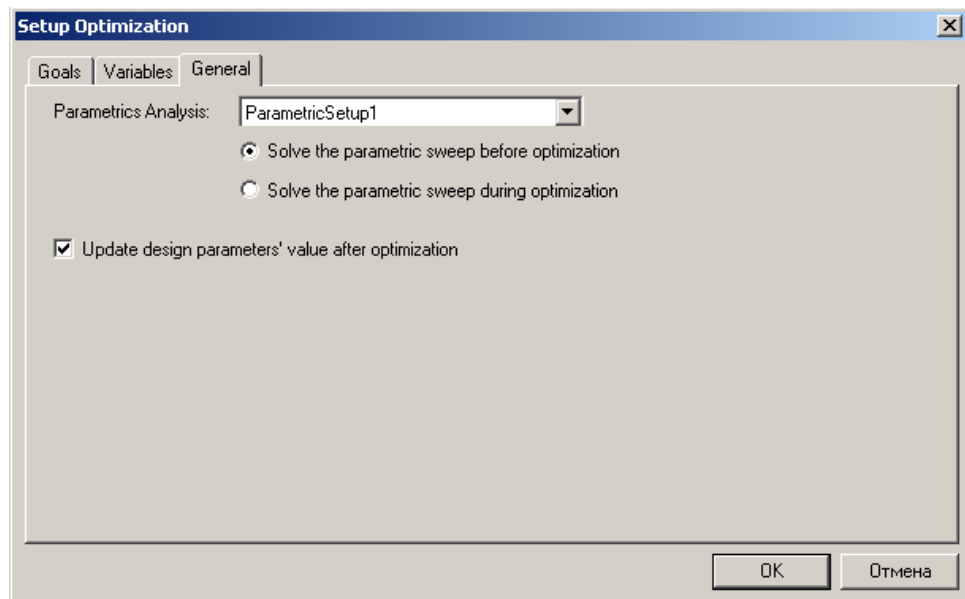 Setup Optimization
Goals Variables General
Parametrics Analysis: ParametricSetup1
Solve the parametric sweep before optimization
Solve the parametric sweep during optimization
Update design parameters' value after optimization
OK Отмена